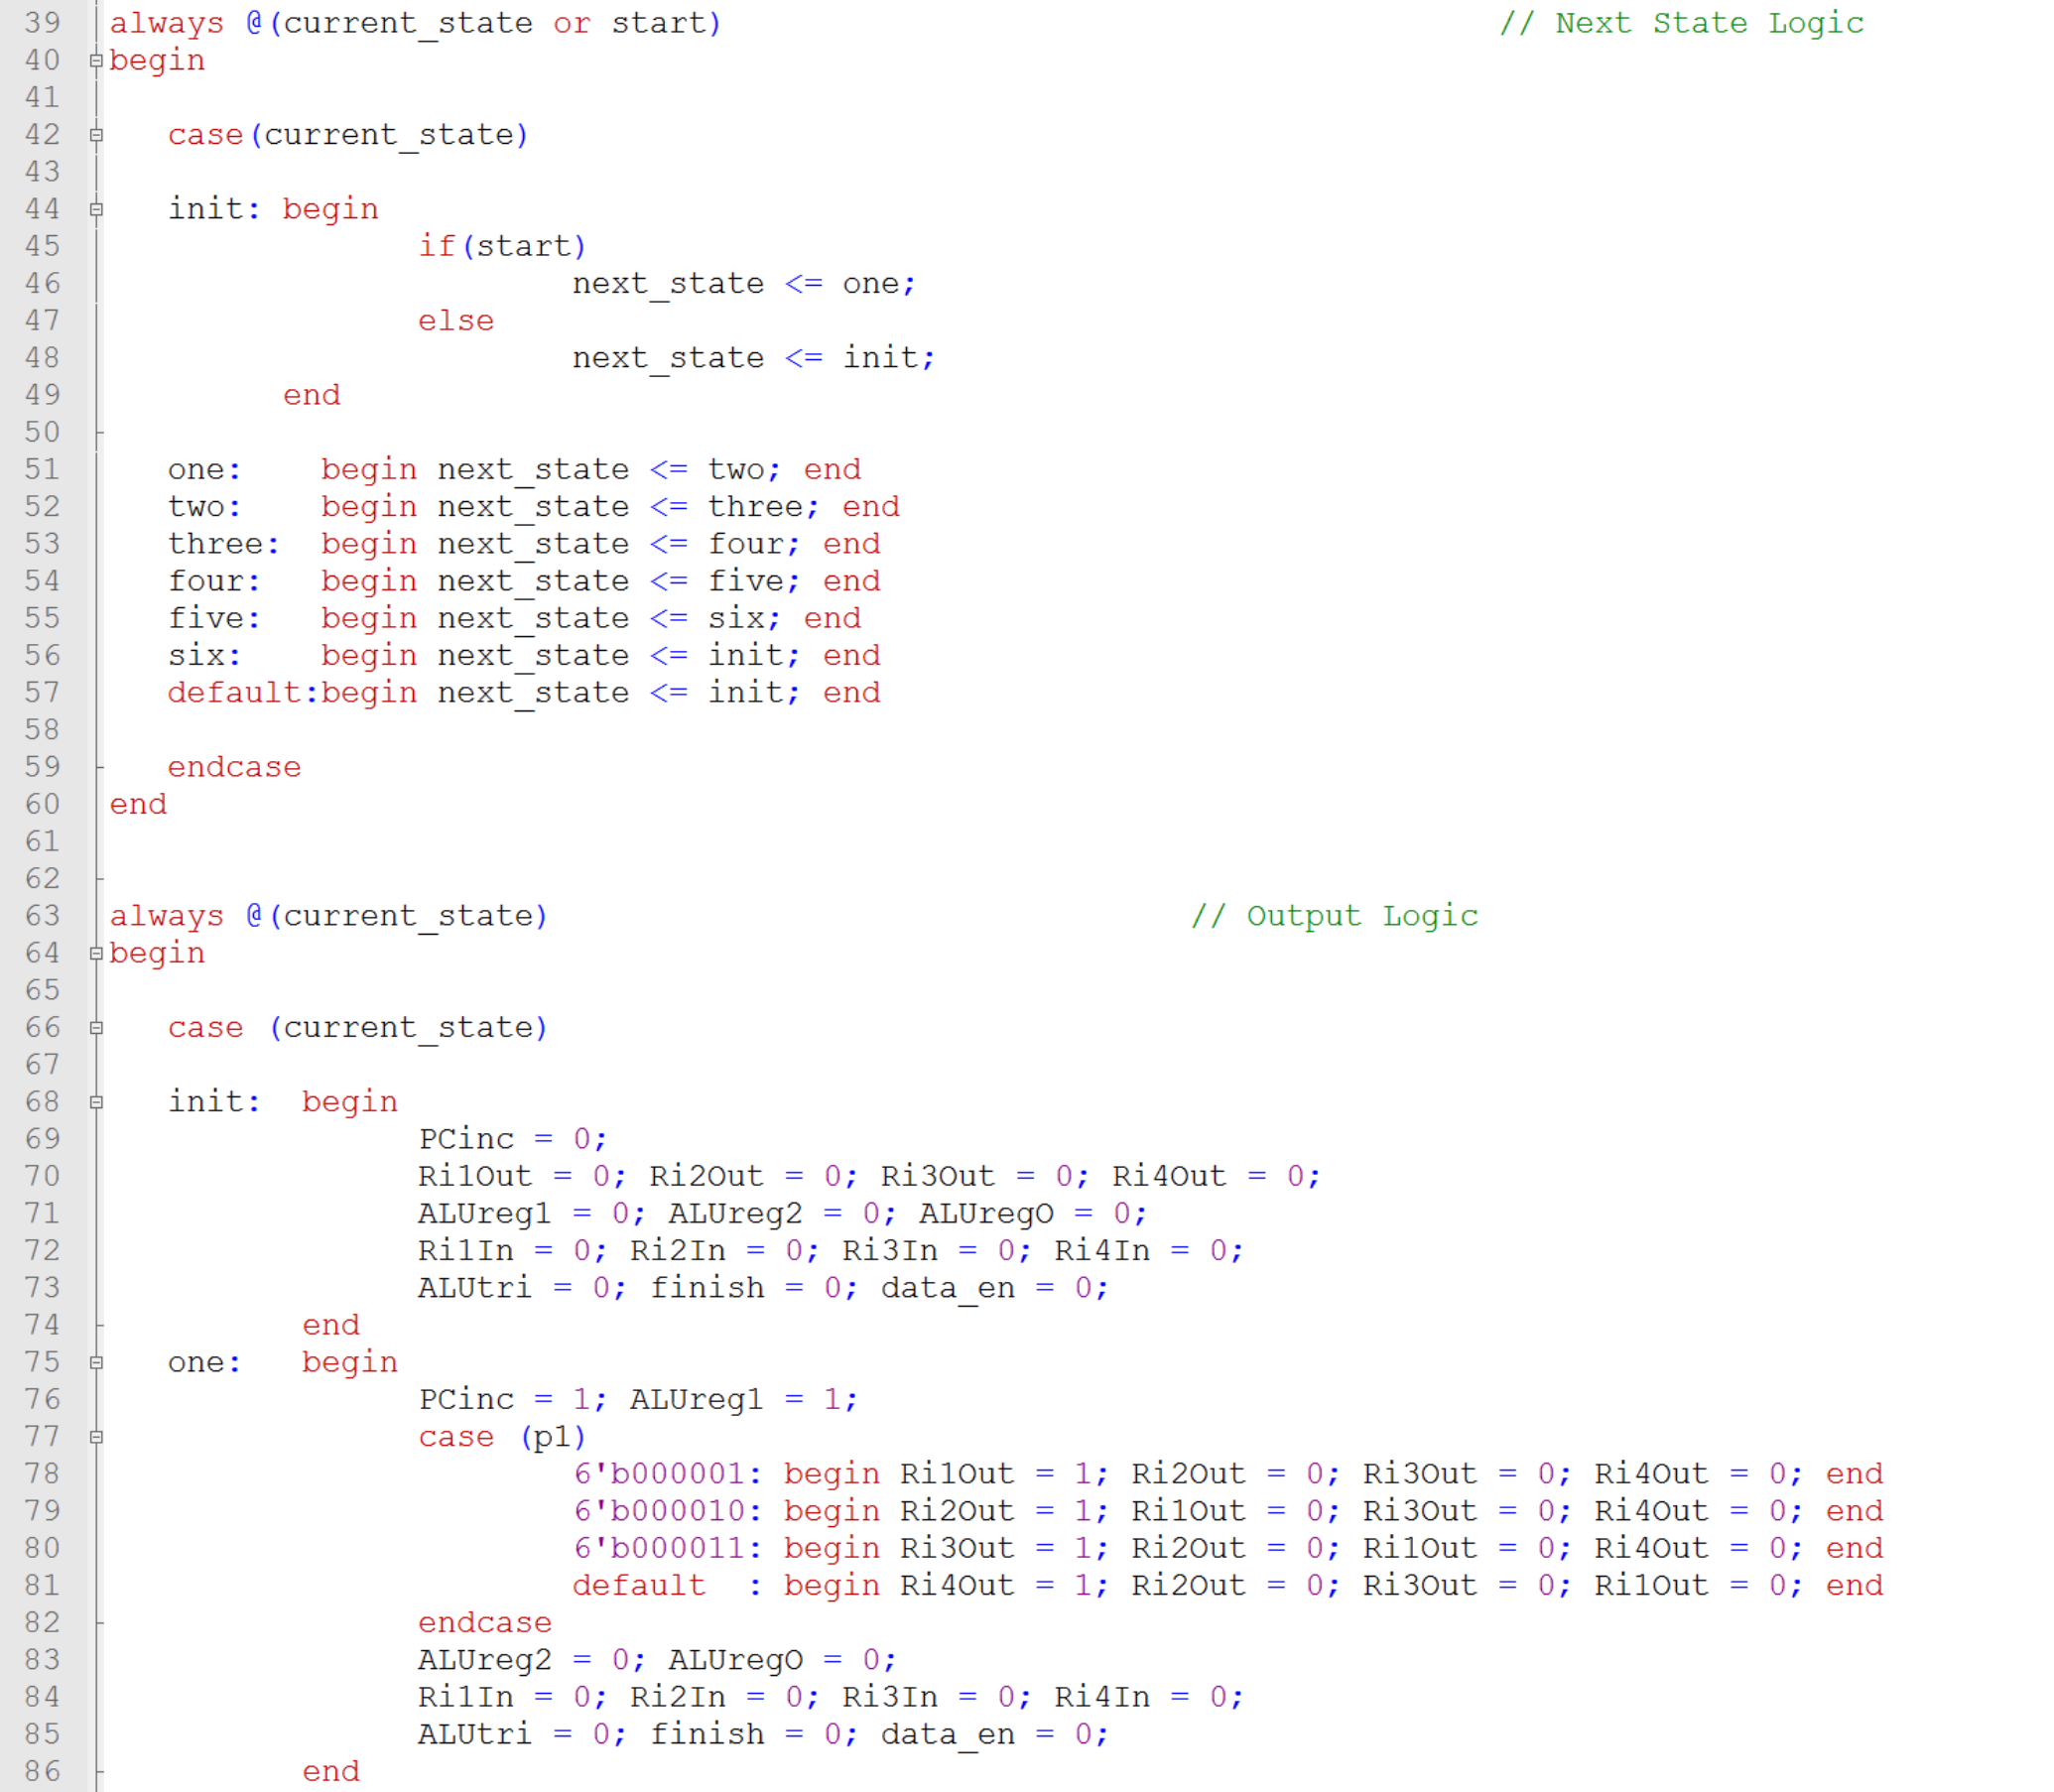 39 always @(current_state or start) // Next State Logic
40 begin
41
42 case(current_state)
43
44 init: begin
45 if(start)
46 next_state <= one;
47 else
48 next_state <= init;
49 end
50
51 one: begin next_state <= two; end
52 two: begin next_state <= three; end
53 three: begin next_state <= four; end
54 four: begin next_state <= five; end
55 five: begin next_state <= six; end
56 six: begin next_state <= init; end
57 default:begin next_state <= init; end
58
59 endcase
60 end
61
62
63 always @(current_state) // Output Logic
64 begin
65
66 case (current_state)
67
68 init: begin
69 PCinc = 0;
70 Ri1Out = 0; Ri2Out = 0; Ri3Out = 0; Ri4Out = 0;
71 ALUreg1 = 0; ALUreg2 = 0; ALUregO = 0;
72 Ri1In = 0; Ri2In = 0; Ri3In = 0; Ri4In = 0;
73 ALUtri = 0; finish = 0; data_en = 0;
74 end
75 one: begin
76 PCinc = 1; ALUreg1 = 1;
77 case (p1)
78 6'b000001: begin Ri1Out = 1; Ri2Out = 0; Ri3Out = 0; Ri4Out = 0; end
79 6'b000010: begin Ri2Out = 1; Ri1Out = 0; Ri3Out = 0; Ri4Out = 0; end
80 6'b000011: begin Ri3Out = 1; Ri2Out = 0; Ri1Out = 0; Ri4Out = 0; end
81 default : begin Ri4Out = 1; Ri2Out = 0; Ri3Out = 0; Ri1Out = 0; end
82 endcase
83 ALUreg2 = 0; ALUregO = 0;
84 Ri1In = 0; Ri2In = 0; Ri3In = 0; Ri4In = 0;
85 ALUtri = 0; finish = 0; data_en = 0;
86 end